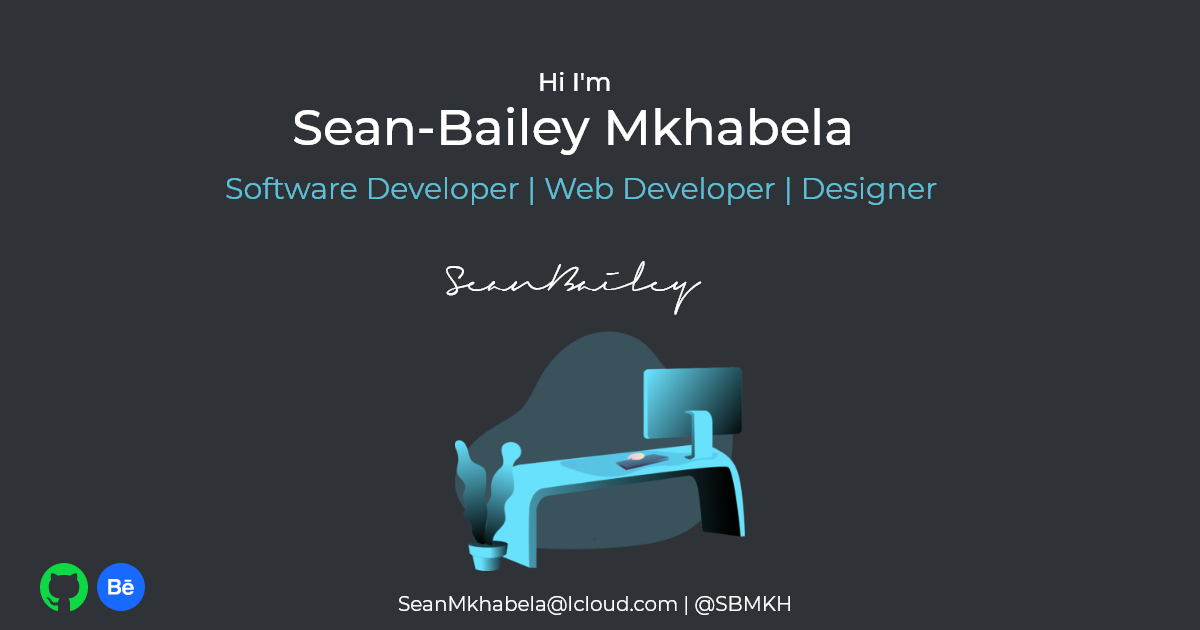 Hi I'm
Sean-Bailey Mkhabela
Software Developer | Web Developer | Designer
SeanBailey
Bē
SeanMkhabela@Icloud.com | @SBMKH